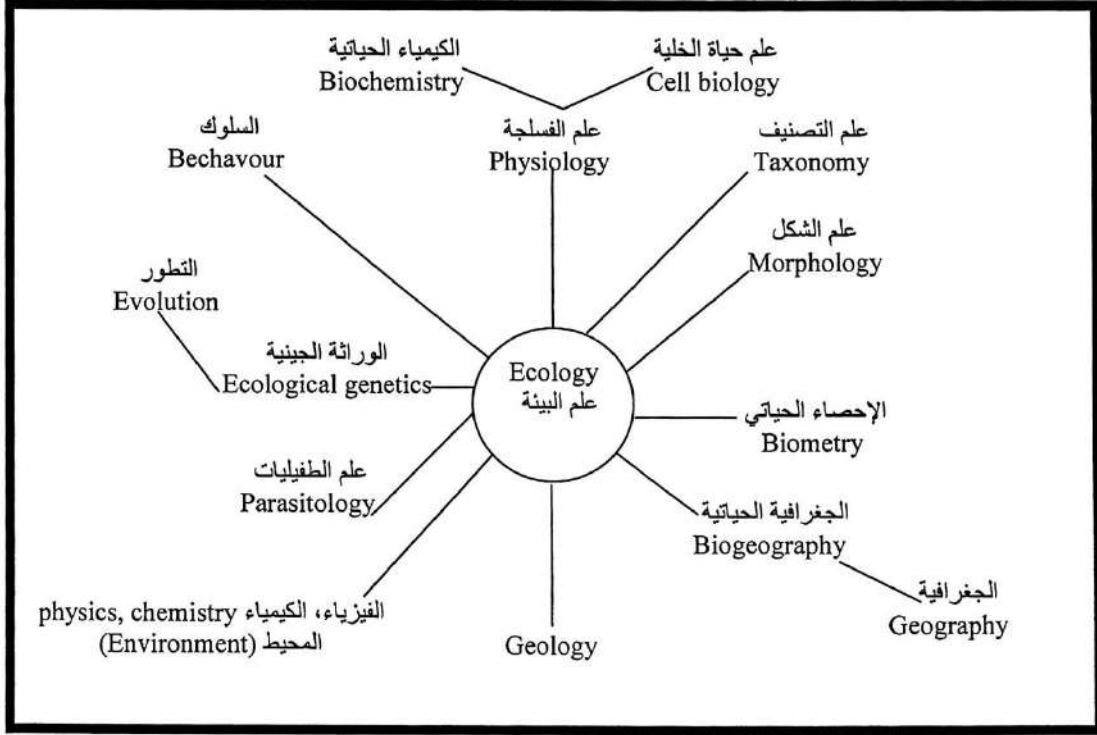 الكيمياء الحياتية
Biochemistry
علم حياة الخلية
Cell biology
السلوك
Bechavour
علم الفسلجة
Physiology
علم التصنيف
Taxonomy
علم الشكل
Morphology
التطور
Evolution
الوراثة الجينية
Ecological genetics
Ecology
علم البيئة
الإحصاء الحياتي
Biometry
علم الطفيليات
Parasitology
الجغرافية الحياتية
Biogeography
الجغرافية
Geography
الفيزياء، الكيمياء physics, chemistry
المحيط (Environment)
Geology